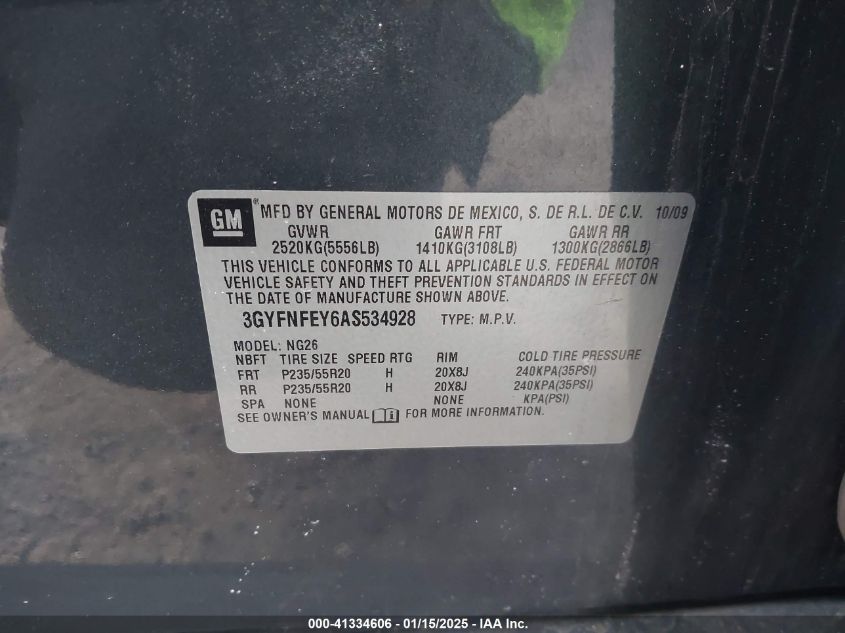 GM ® MFD BY GENERAL MOTORS DE MEXICO, S. DE R.L. DE C.V. 10/09
GVWR GAWR FRT GAWR RR
2520KG(5556LB) 1410KG(3108LB) 1300KG(2866LB)
THIS VEHICLE CONFORMS TO ALL APPLICABLE U.S. FEDERAL MOTOR
VEHICLE SAFETY AND THEFT PREVENTION STANDARDS IN EFFECT ON
THE DATE OF MANUFACTURE SHOWN ABOVE.
3GYFNFEY6AS534928 TYPE: M.P.V.
MODEL: NG26
NBFT TIRE SIZE SPEED RTG RIM COLD TIRE PRESSURE
FRT P235/55R20 H 20X8J 240KPA(35PSI)
RR P235/55R20 H 20X8J 240KPA(35PSI)
SPA NONE NONE KPA(PSI)
SEE OWNER'S MANUAL FOR MORE INFORMATION.
000-41334606 / 01/15/2025 - © IAA Inc.